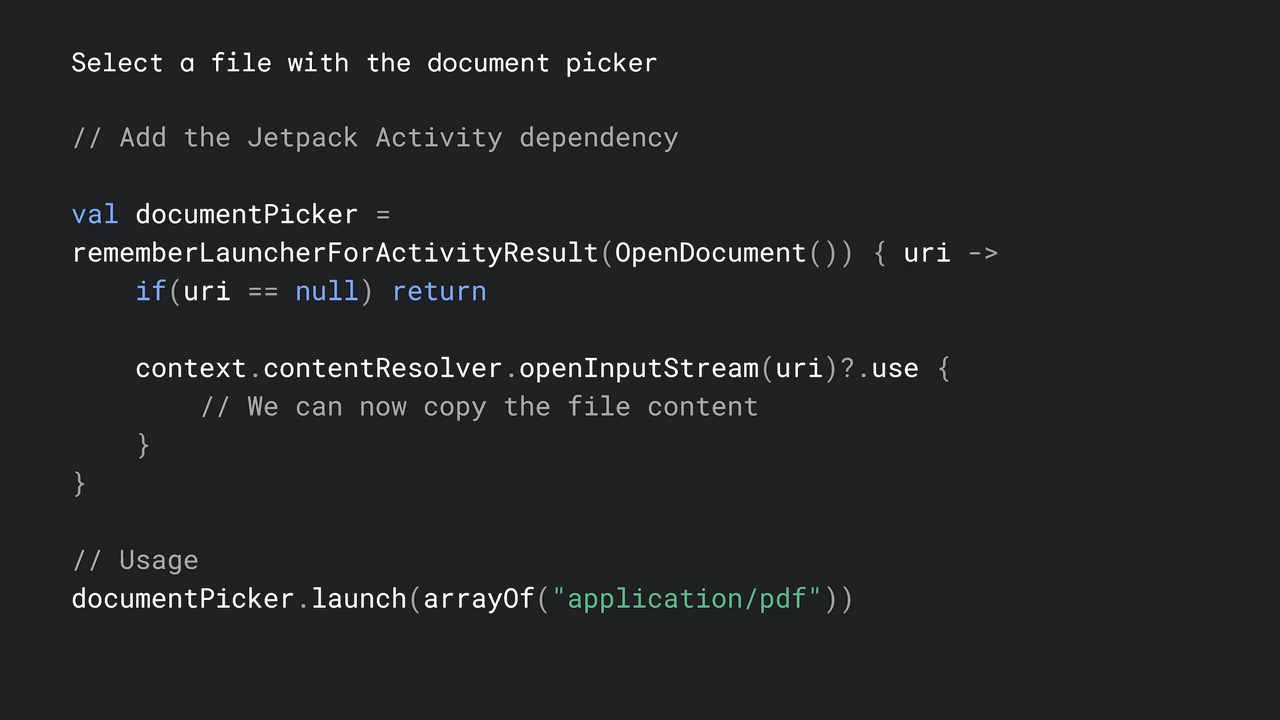 Select a file with the document picker
// Add the Jetpack Activity dependency
val documentPicker =
rememberLauncherForActivityResult(OpenDocument()) { uri ->
    if(uri == null) return
    context.contentResolver.openInputStream(uri)?.use {
        // We can now copy the file content
    }
}
// Usage
documentPicker.launch(arrayOf("application/pdf"))